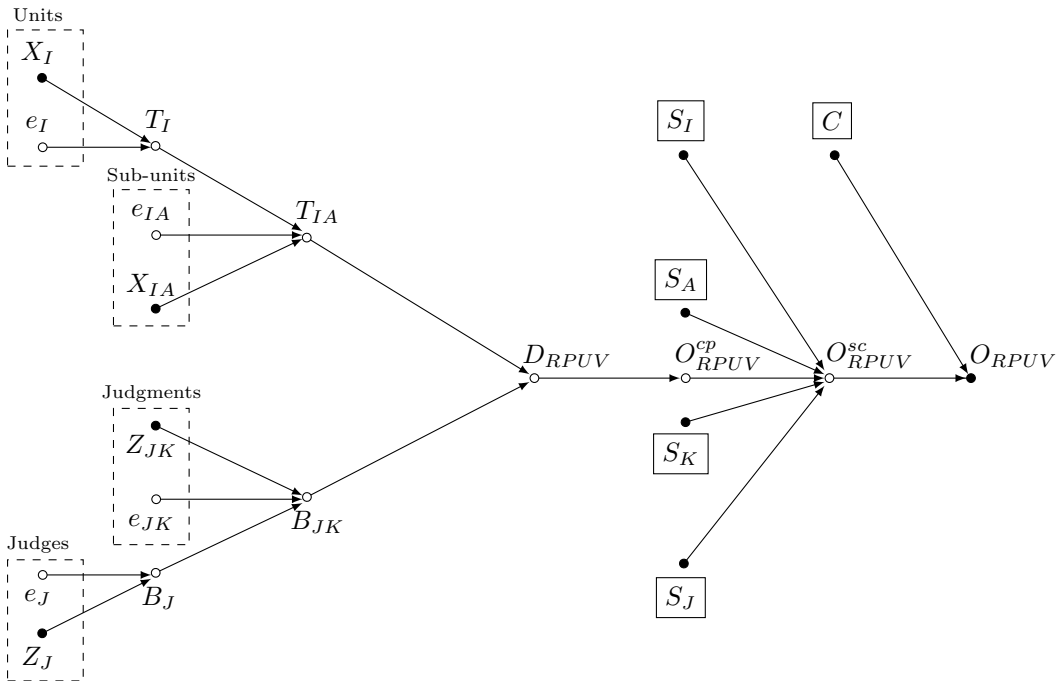 Units
X_I
e_I
T_I
Sub-units
e_{IA}
T_{IA}
X_{IA}
S_I
C
S_A
D_{RPUV}
O^{cp}_{RPUV}
O^{sc}_{RPUV}
O_{RPUV}
Judgments
Z_{JK}
S_K
e_{JK}
B_{JK}
Judges
e_J
B_J
S_J
Z_J